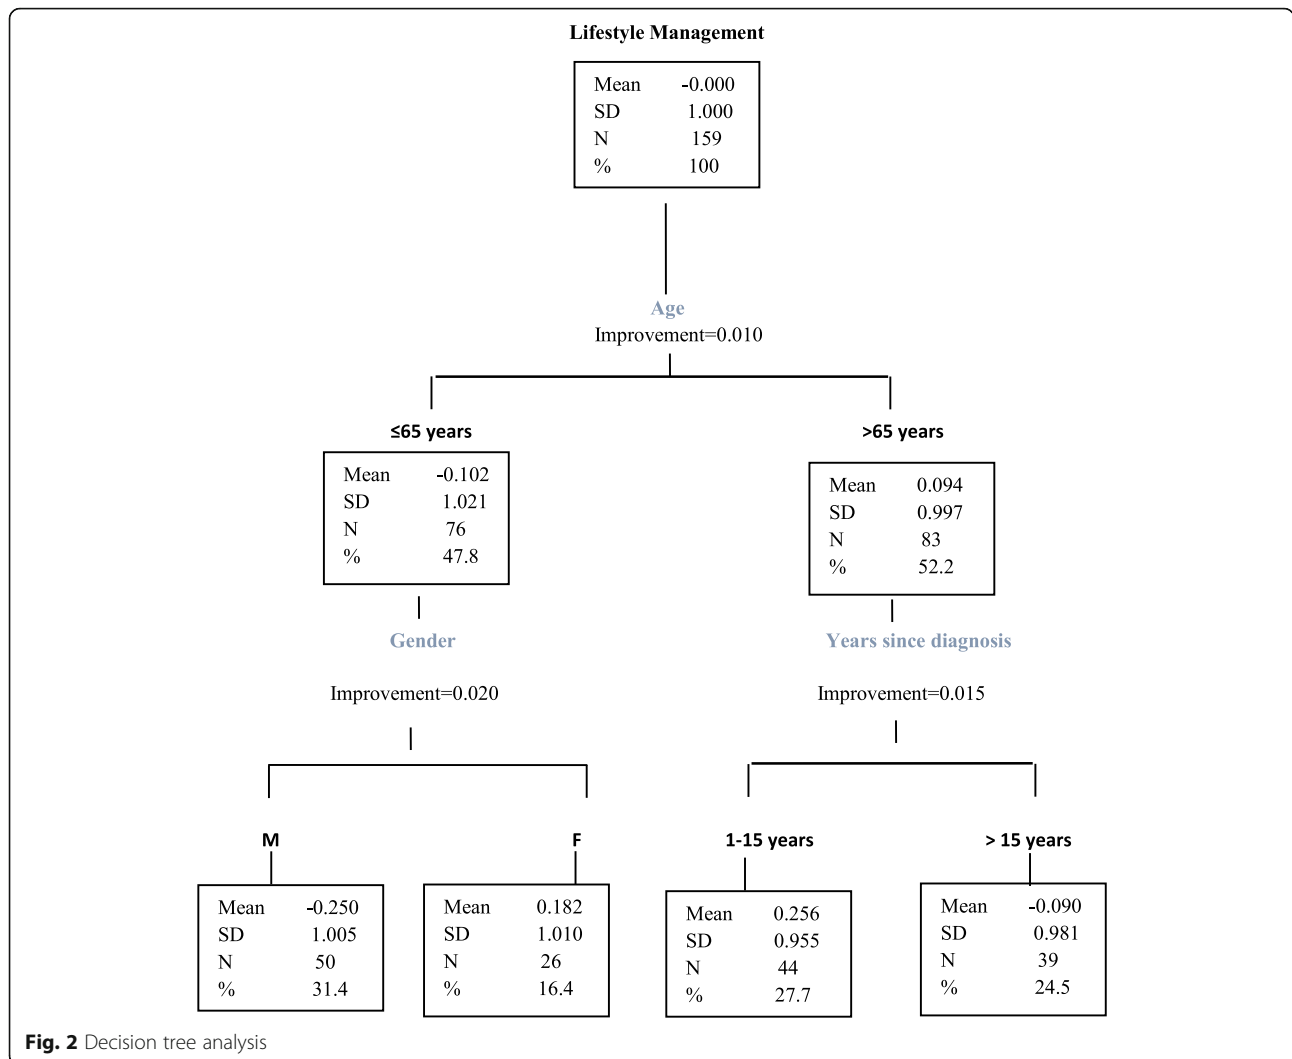 Lifestyle Management
Mean -0.000
SD 1.000
N 159
% 100
Age
Improvement=0.010
≤65 years
Mean -0.102
SD 1.021
N 76
% 47.8
>65 years
Mean 0.094
SD 0.997
N 83
% 52.2
Gender
Improvement=0.020
Years since diagnosis
Improvement=0.015
M
Mean -0.250
SD 1.005
N 50
% 31.4
F
Mean 0.182
SD 1.010
N 26
% 16.4
1-15 years
Mean 0.256
SD 0.955
N 44
% 27.7
> 15 years
Mean -0.090
SD 0.981
N 39
% 24.5
Fig. 2 Decision tree analysis